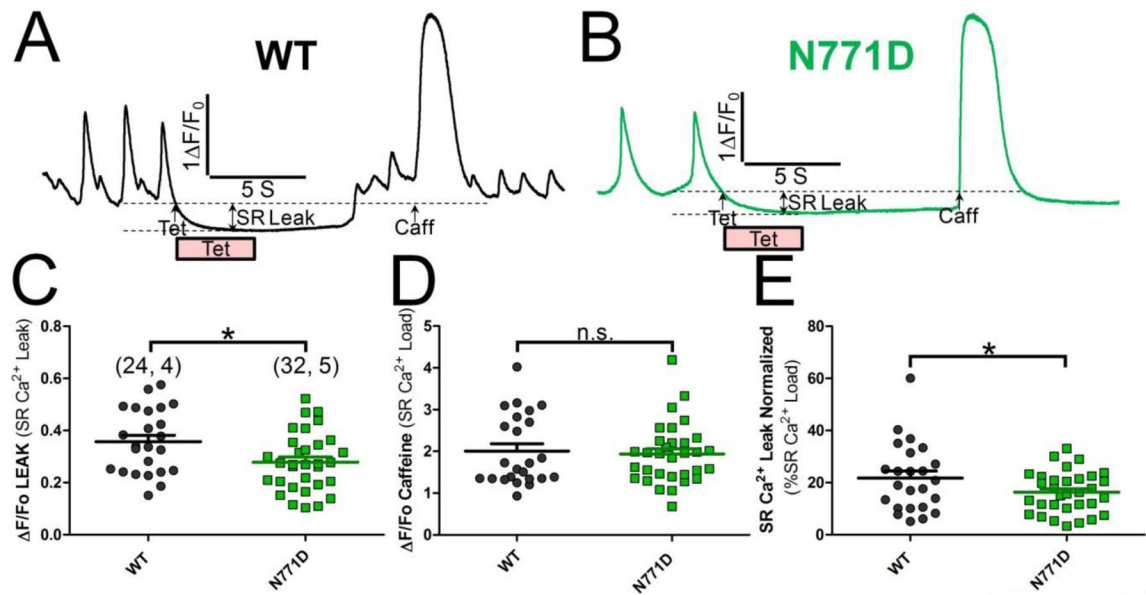 A
WT
1ΔF/F0
5 S
Tet
SR Leak
Caff
Tet
B
N771D
1ΔF/F0
5 S
Tet
SR Leak
Caff
Tet
C
ΔF/Fo LEAK (SR Ca2+ Leak)
0.8
0.6
0.4
0.2
0.0
*
(24, 4)
(32, 5)
WT
N771D
D
ΔF/Fo Caffeine (SR Ca2+ Load)
5
4
3
2
1
0
n.s.
WT
N771D
E
SR Ca2+ Leak Normalized
(%SR Ca2+ Load)
80
60
40
20
0
*
WT
N771D